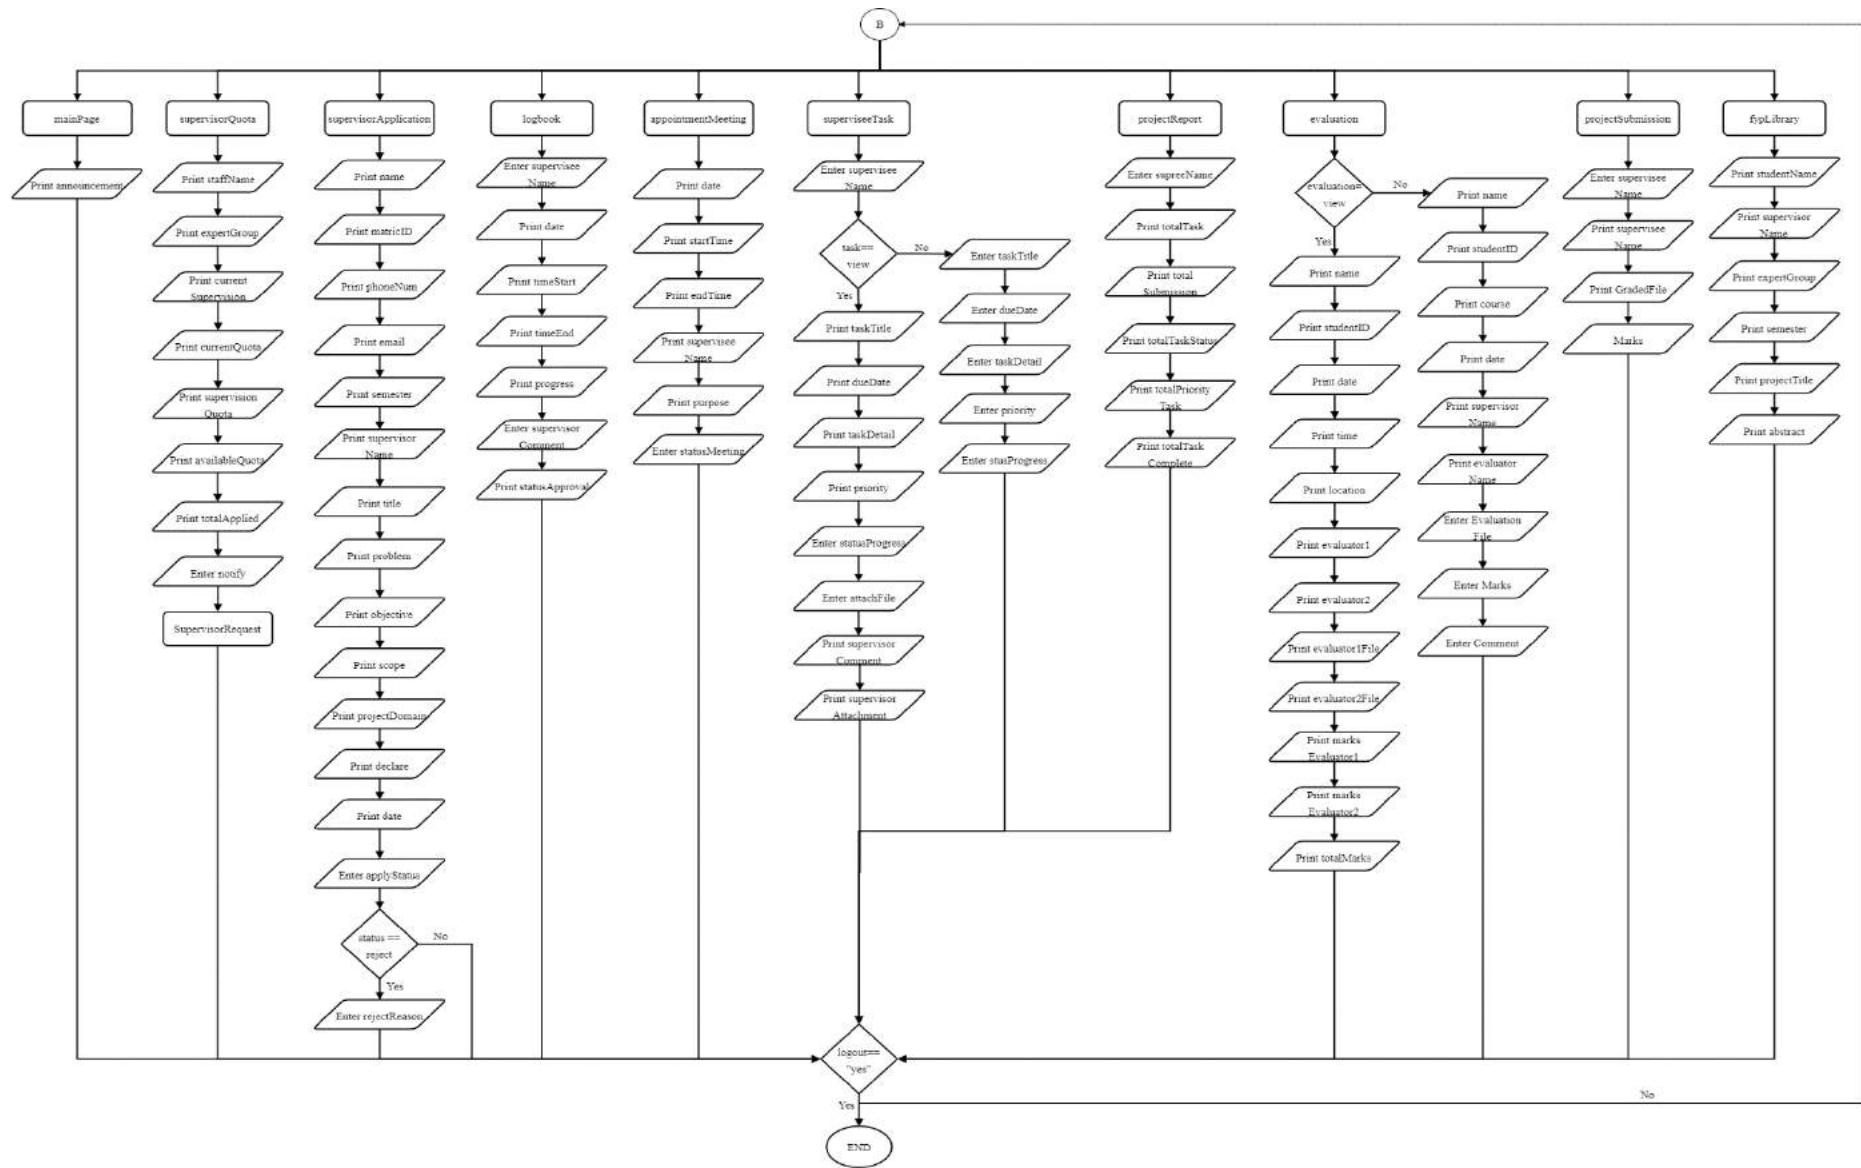 B
mainPage
Print announcement
supervisorQuota
Print staffName
Print expertGroup
Print current
Supervision
Print currentQuota
Print supervision
Quota
Print availableQuota
Print totalApplied
Enter notify
SupervisorRequest
supervisorApplication
Print name
Print matricID
Print phoneNum
Print email
Print semester
Print supervisor
Name
Print title
Print problem
Print objective
Print scope
Print projectDomain
Print declare
Print date
Enter applyStatus
status ==
reject
No
Yes
Enter rejectReason
logbook
Enter supervisee
Name
Print date
Print timeStart
Print timeEnd
Print progress
Enter supervisor
Comment
Print statusApproval
appointmentMeeting
Print date
Print startTime
Print endTime
Print supervisee
Name
Print purpose
Enter statusMeeting
superviseeTask
Enter supervisee
Name
task==
view
No
Yes
Print taskTitle
Print dueDate
Print taskDetail
Print priority
Enter statusProgress
Enter attachFile
Print supervisor
Comment
Print supervisor
Attachment
Enter taskTitle
Enter dueDate
Enter taskDetail
Enter priority
Enter stusProgress
projectReport
Enter supreeName
Print totalTask
Print total
Submission
Print totalTaskStatus
Print totalPriority
Task
Print totalTask
Complete
evaluation
evaluation=
view
No
Yes
Print name
Print studentID
Print date
Print time
Print location
Print evaluator1
Print evaluator2
Print evaluator1File
Print evaluator2File
Print marks
Evaluator1
Print marks
Evaluator2
Print totalMarks
Print name
Print studentID
Print course
Print date
Print supervisor
Name
Print evaluator
Name
Enter Evaluation
File
Enter Marks
Enter Comment
projectSubmission
Enter supervisee
Name
Print supervisee
Name
Print GradedFile
Marks
fypLibrary
Print studentName
Print supervisor
Name
Print expertGroup
Print semester
Print projectTitle
Print abstract
logout==
"yes"
No
Yes
END